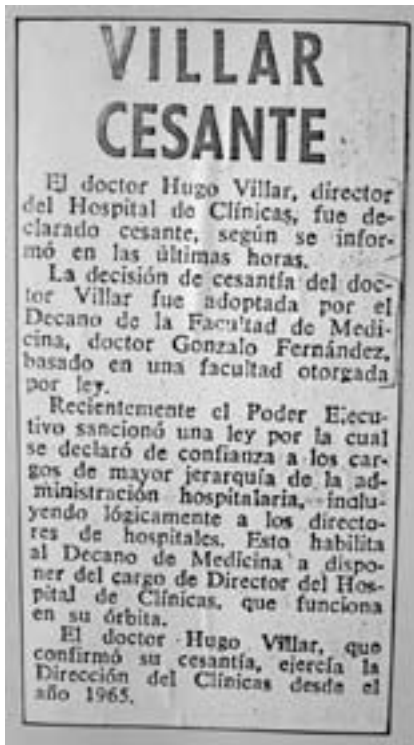 VILLAR
CESANTE
El doctor Hugo Villar, director
del Hospital de Clínicas, fue de-
clarado cesante, según se infor-
mó en las últimas horas.
La decisión de cesantía del doc-
tor Villar fue adoptada por el
Decano de la Facultad de Medi-
cina, doctor Gonzalo Fernández,
basado en una facultad otorgada
por ley.
Recientemente el Poder Ejecu-
tivo sancionó una ley por la cual
se declaró de confianza a los car-
gos de mayor jerarquía de la ad-
ministración hospitalaria, inclu-
yendo lógicamente a los directo-
res de hospitales. Esto habilita
al Decano de Medicina a dispo-
ner del cargo de Director del Hos-
pital de Clínicas, que funciona
en su órbita.
El doctor Hugo Villar, que
confirmó su cesantía, ejercía la
Dirección del Clínicas desde el
año 1965.